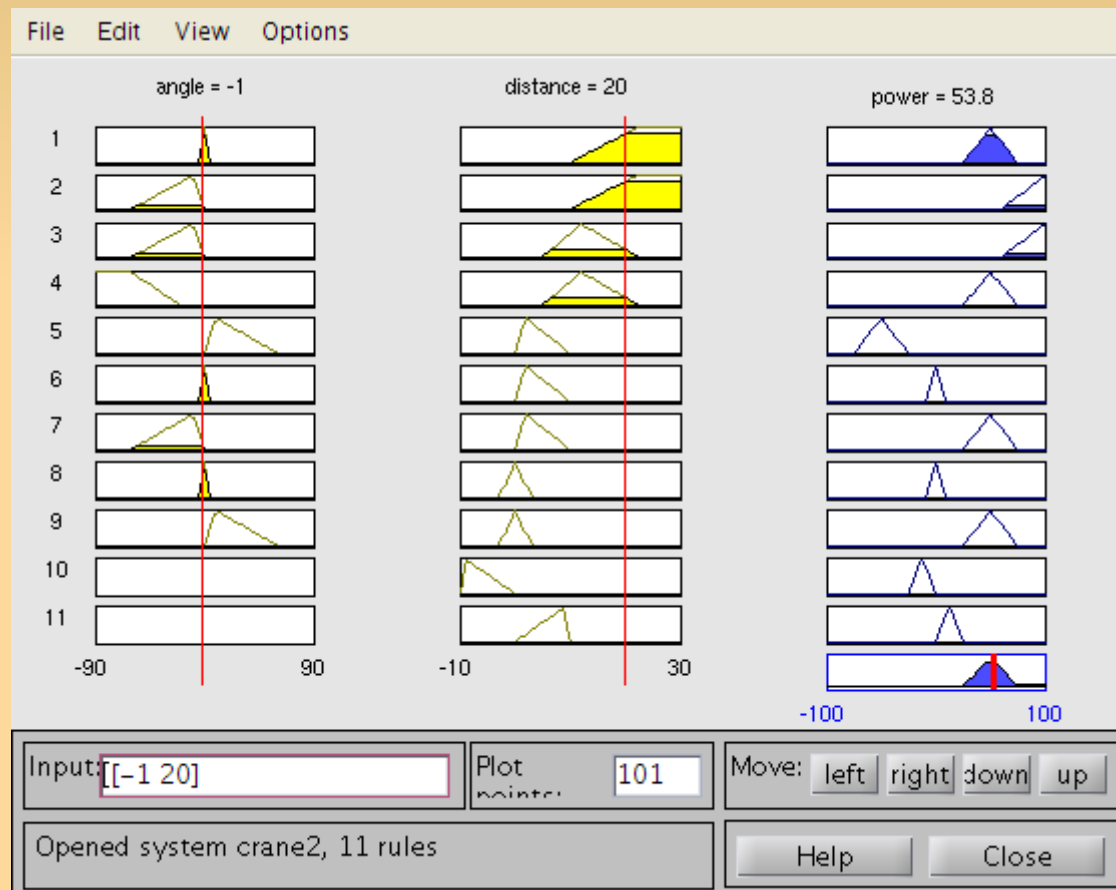 File Edit View Options
angle = -1 distance = 20 power = 53.8
1
2
3
4
5
6
7
8
9
10
11
-90 90 -10 30
-100 100
Input: [[-1 20] Plot points: 101 Move: left right down up
Opened system crane2, 11 rules Help Close